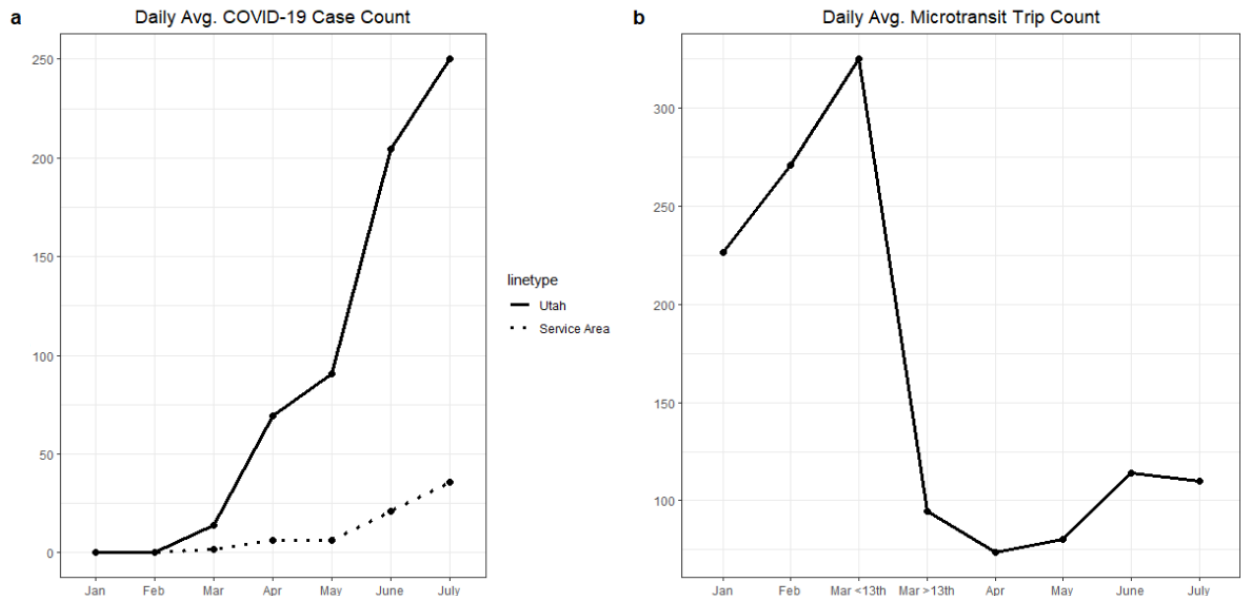 a
Daily Avg. COVID-19 Case Count
250
200
150
100
50
0
Jan Feb Mar Apr May June July
linetype
Utah
Service Area
b
Daily Avg. Microtransit Trip Count
300
250
200
150
100
Jan Feb Mar <13th Mar >13th Apr May June July